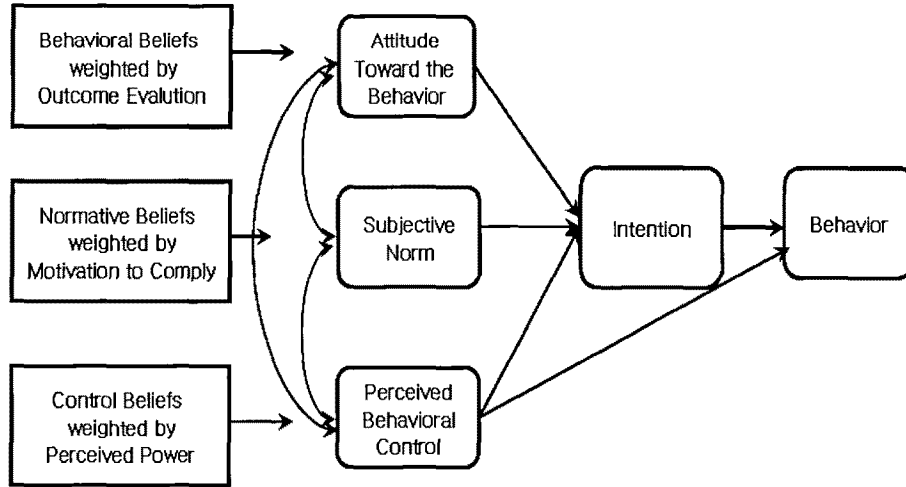 Behavioral Beliefs
weighted by
Outcome Evalution
Attitude
Toward the
Behavior
Normative Beliefs
weighted by
Motivation to Comply
Subjective
Norm
Intention
Behavior
Control Beliefs
weighted by
Perceived Power
Perceived
Behavioral
Control